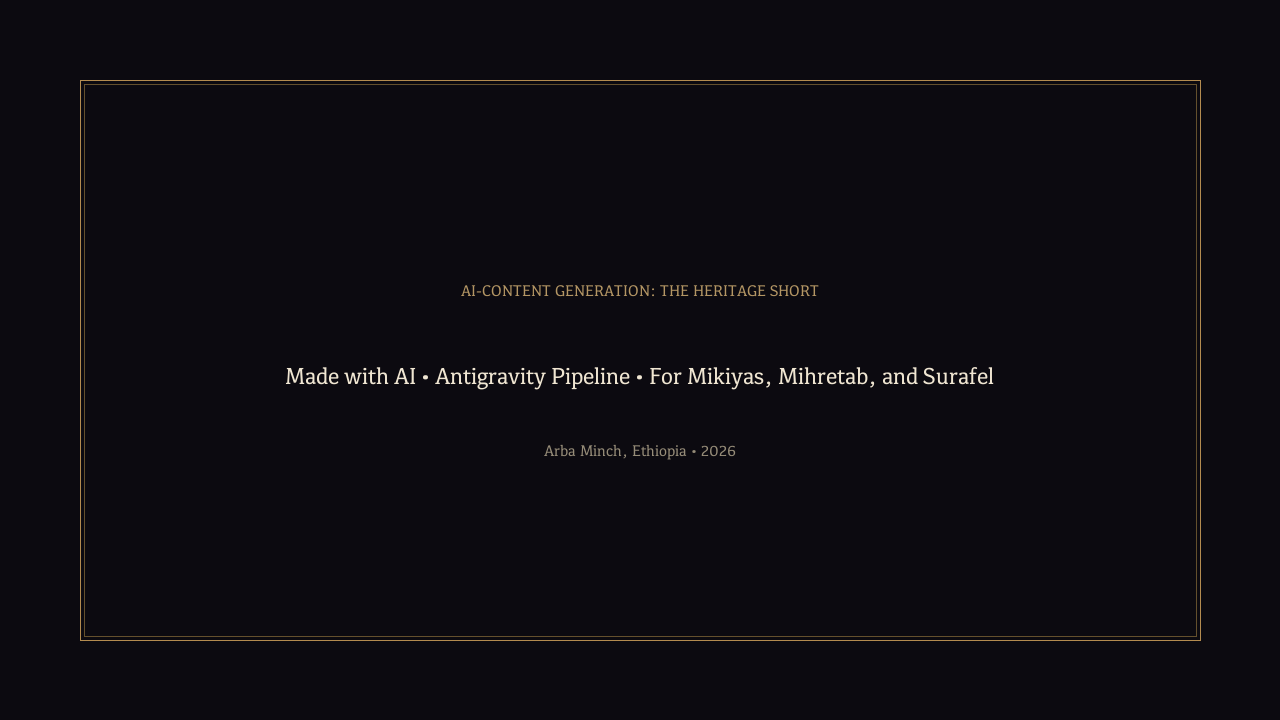 AI-CONTENT GENERATION: THE HERITAGE SHORT
Made with AI • Antigravity Pipeline • For Mikiyas, Mihretab, and Surafel
Arba Minch, Ethiopia • 2026